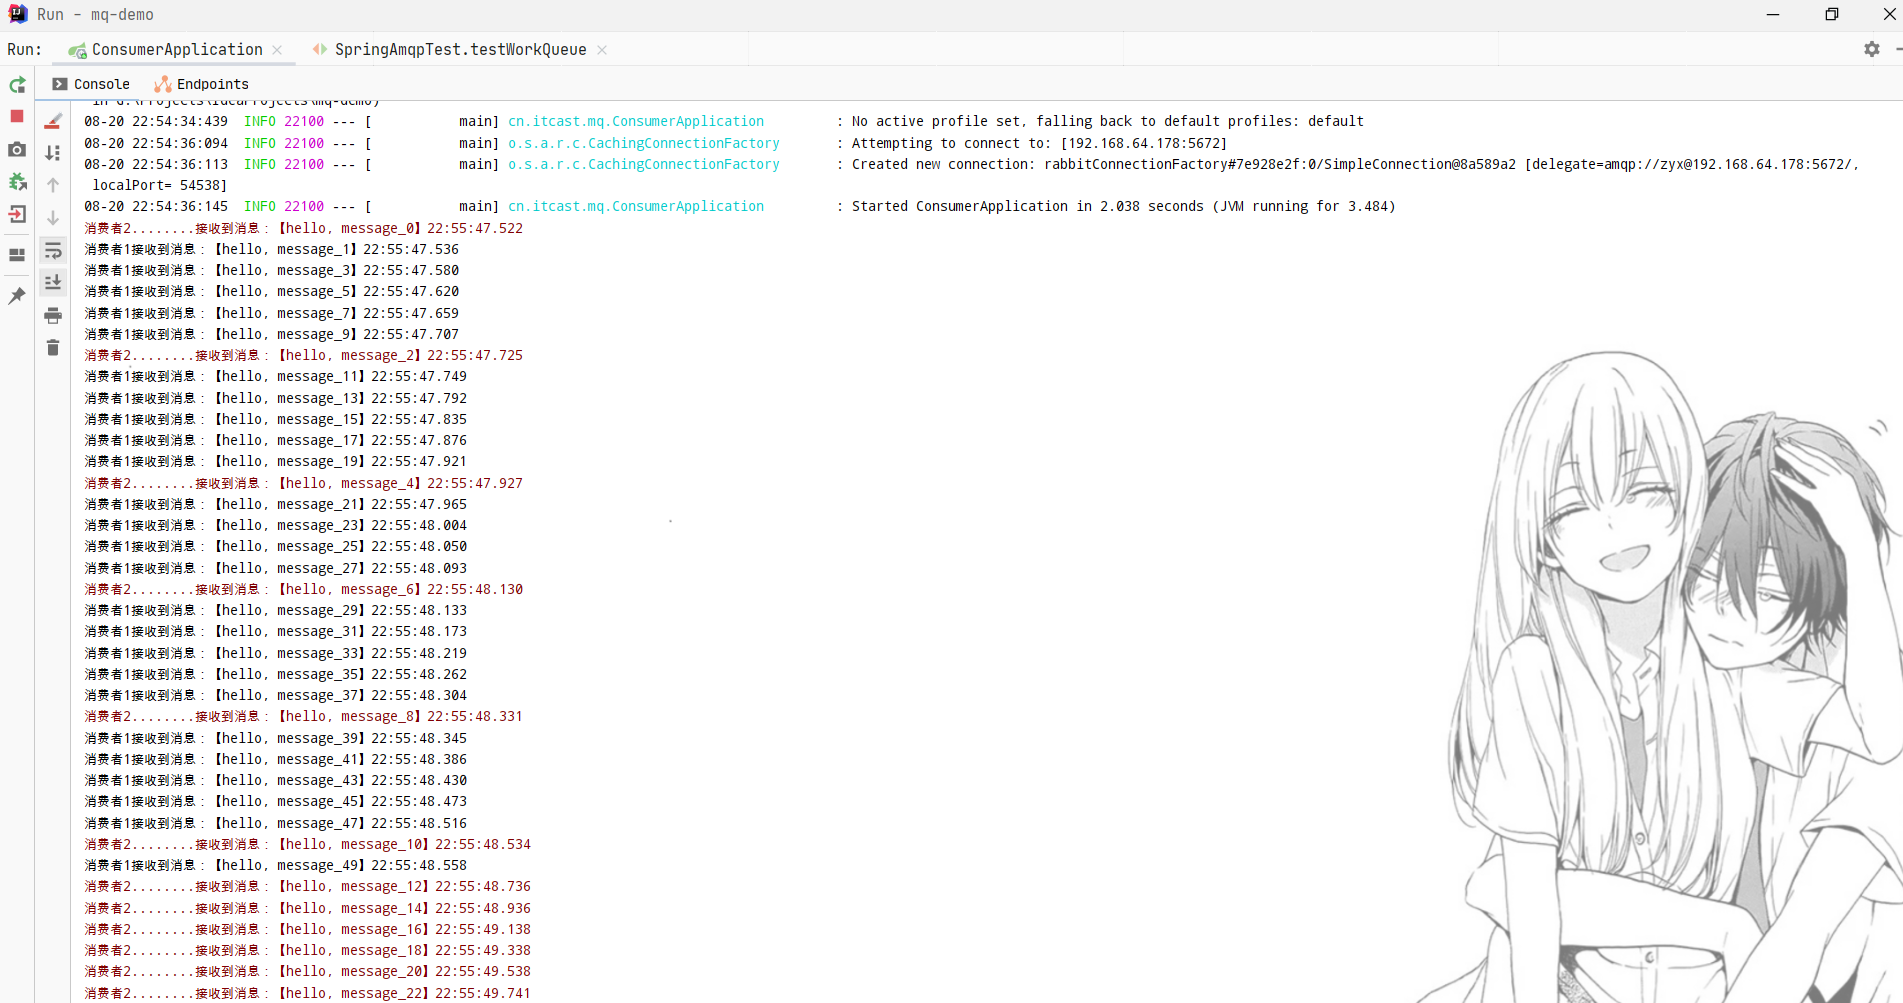 Run - mq-demo
Run: ConsumerApplication SpringAmqpTest.testWorkQueue
Console Endpoints
in G:\Projects\IdeaProjects\mq-demo)
08-20 22:54:34:439 INFO 22100 --- [ main] cn.itcast.mq.ConsumerApplication : No active profile set, falling back to default profiles: default
08-20 22:54:36:094 INFO 22100 --- [ main] o.s.a.r.c.CachingConnectionFactory : Attempting to connect to: [192.168.64.178:5672]
08-20 22:54:36:113 INFO 22100 --- [ main] o.s.a.r.c.CachingConnectionFactory : Created new connection: rabbitConnectionFactory#7e928e2f:0/SimpleConnection@8a589a2 [delegate=amqp://zyx@192.168.64.178:5672/,
localPort= 54538]
08-20 22:54:36:145 INFO 22100 --- [ main] cn.itcast.mq.ConsumerApplication : Started ConsumerApplication in 2.038 seconds (JVM running for 3.484)
消费者2........接收到消息：【hello, message_0】22:55:47.522
消费者1接收到消息：【hello, message_1】22:55:47.536
消费者1接收到消息：【hello, message_3】22:55:47.580
消费者1接收到消息：【hello, message_5】22:55:47.620
消费者1接收到消息：【hello, message_7】22:55:47.659
消费者1接收到消息：【hello, message_9】22:55:47.707
消费者2........接收到消息：【hello, message_2】22:55:47.725
消费者1接收到消息：【hello, message_11】22:55:47.749
消费者1接收到消息：【hello, message_13】22:55:47.792
消费者1接收到消息：【hello, message_15】22:55:47.835
消费者1接收到消息：【hello, message_17】22:55:47.876
消费者1接收到消息：【hello, message_19】22:55:47.921
消费者2........接收到消息：【hello, message_4】22:55:47.927
消费者1接收到消息：【hello, message_21】22:55:47.965
消费者1接收到消息：【hello, message_23】22:55:48.004
消费者1接收到消息：【hello, message_25】22:55:48.050
消费者1接收到消息：【hello, message_27】22:55:48.093
消费者2........接收到消息：【hello, message_6】22:55:48.130
消费者1接收到消息：【hello, message_29】22:55:48.133
消费者1接收到消息：【hello, message_31】22:55:48.173
消费者1接收到消息：【hello, message_33】22:55:48.219
消费者1接收到消息：【hello, message_35】22:55:48.262
消费者1接收到消息：【hello, message_37】22:55:48.304
消费者2........接收到消息：【hello, message_8】22:55:48.331
消费者1接收到消息：【hello, message_39】22:55:48.345
消费者1接收到消息：【hello, message_41】22:55:48.386
消费者1接收到消息：【hello, message_43】22:55:48.430
消费者1接收到消息：【hello, message_45】22:55:48.473
消费者1接收到消息：【hello, message_47】22:55:48.516
消费者2........接收到消息：【hello, message_10】22:55:48.534
消费者1接收到消息：【hello, message_49】22:55:48.558
消费者2........接收到消息：【hello, message_12】22:55:48.736
消费者2........接收到消息：【hello, message_14】22:55:48.936
消费者2........接收到消息：【hello, message_16】22:55:49.138
消费者2........接收到消息：【hello, message_18】22:55:49.338
消费者2........接收到消息：【hello, message_20】22:55:49.538
消费者2........接收到消息：【hello, message_22】22:55:49.741